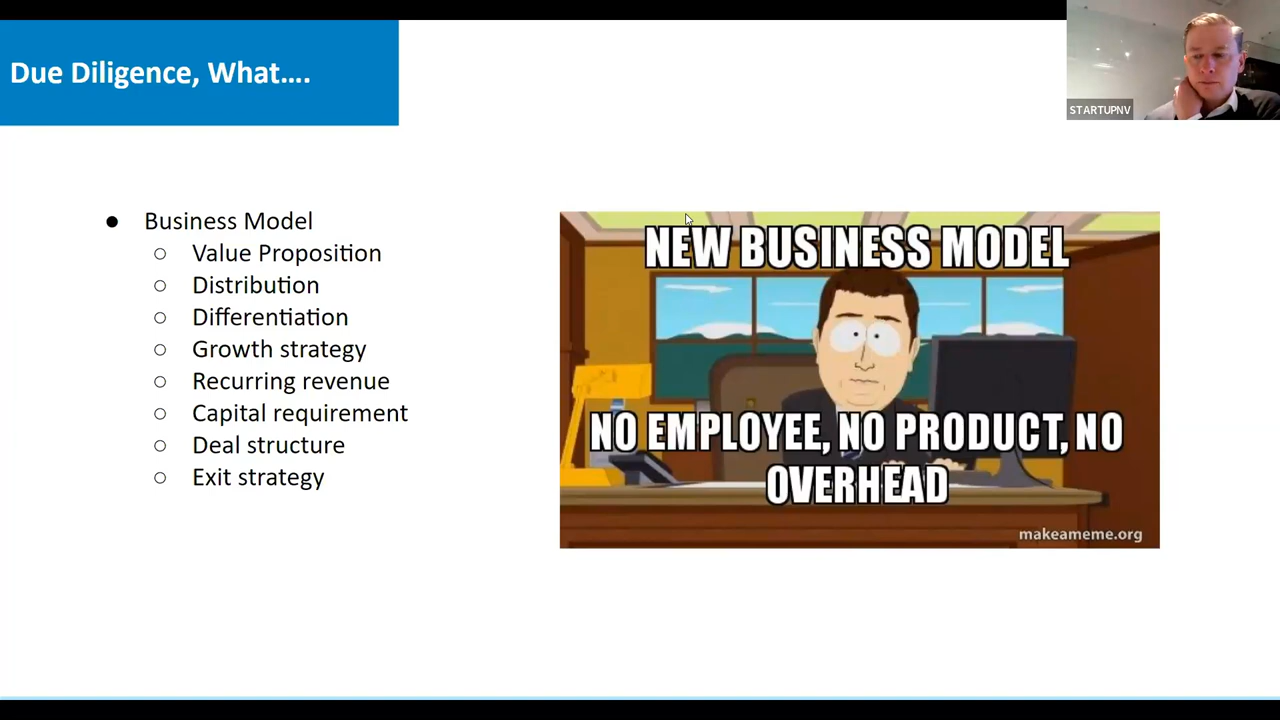 Due Diligence, What....
STARTUPNV
● Business Model
○ Value Proposition
○ Distribution
○ Differentiation
○ Growth strategy
○ Recurring revenue
○ Capital requirement
○ Deal structure
○ Exit strategy
NEW BUSINESS MODEL
NO EMPLOYEE, NO PRODUCT, NO
OVERHEAD
makeameme.org